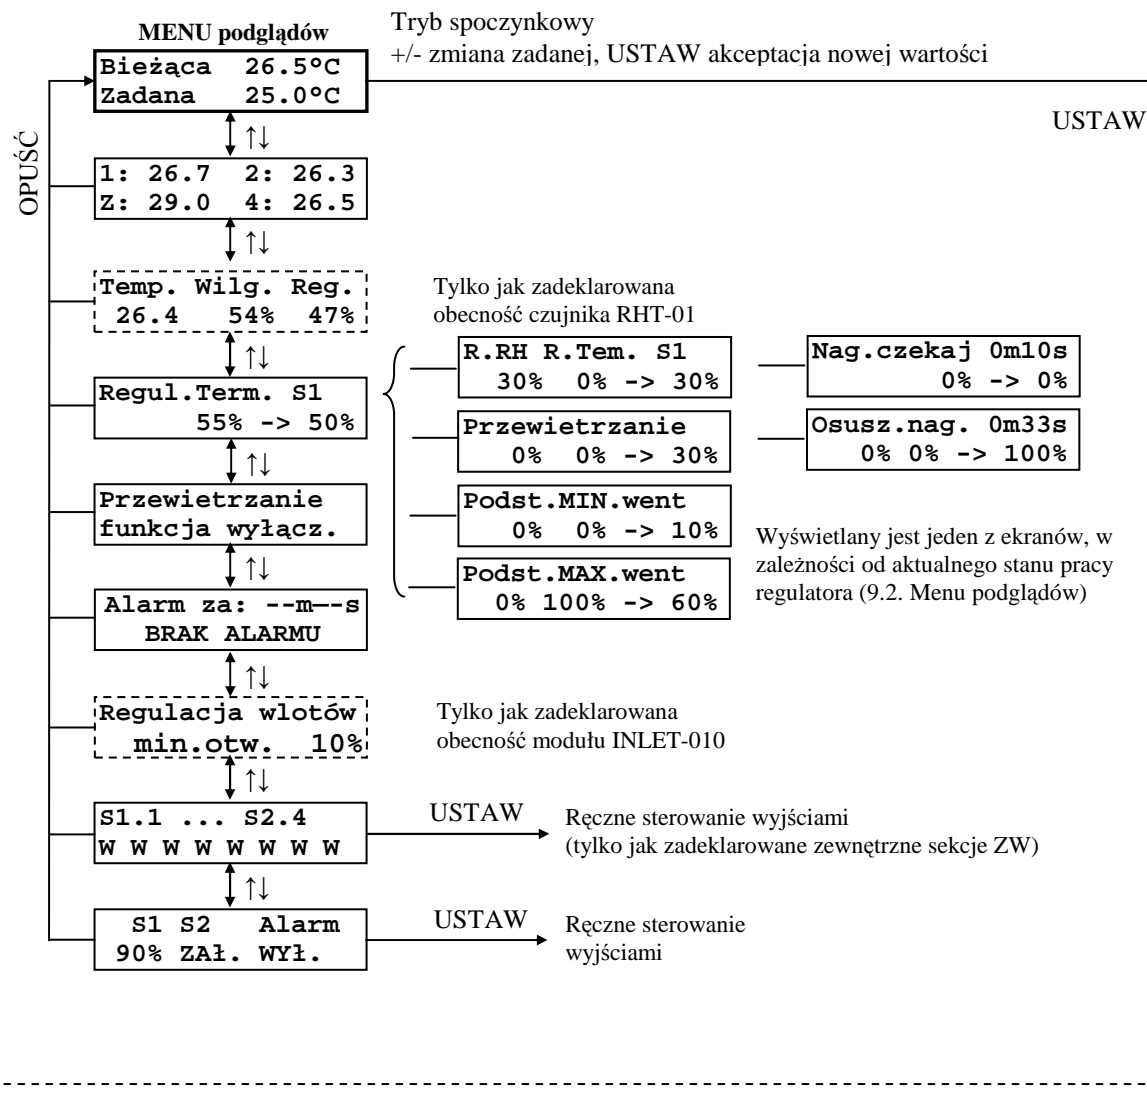 MENU podglądów
Tryb spoczynkowy
+/- zmiana zadanej, USTAW akceptacja nowej wartości
Bieżąca 26.5°C
Zadana 25.0°C
USTAW
OPUŚĆ
↑↓
1: 26.7 2: 26.3
Z: 29.0 4: 26.5
↑↓
Temp. Wilg. Reg.
26.4 54% 47%
Tylko jak zadeklarowana
obecność czujnika RHT-01
↑↓
Regul.Term. S1
55% -> 50%
R.RH R.Tem. S1
30% 0% -> 30%
Nag.czekaj 0m10s
0% -> 0%
Przewietrzanie
0% 0% -> 30%
Osusz.nag. 0m33s
0% 0% -> 100%
Podst.MIN.went
0% 0% -> 10%
Podst.MAX.went
0% 100% -> 60%
Wyświetlany jest jeden z ekranów, w
zależności od aktualnego stanu pracy
regulatora (9.2. Menu podglądów)
↑↓
Przewietrzanie
funkcja wyłącz.
↑↓
Alarm za: --m--s
BRAK ALARMU
↑↓
Regulacja wlotów
min.otw. 10%
Tylko jak zadeklarowana
obecność modułu INLET-010
↑↓
S1.1 ... S2.4
W W W W W W W W
USTAW
Ręczne sterowanie wyjściami
(tylko jak zadeklarowane zewnętrzne sekcje ZW)
↑↓
S1 S2 Alarm
90% ZAł. WYł.
USTAW
Ręczne sterowanie
wyjściami